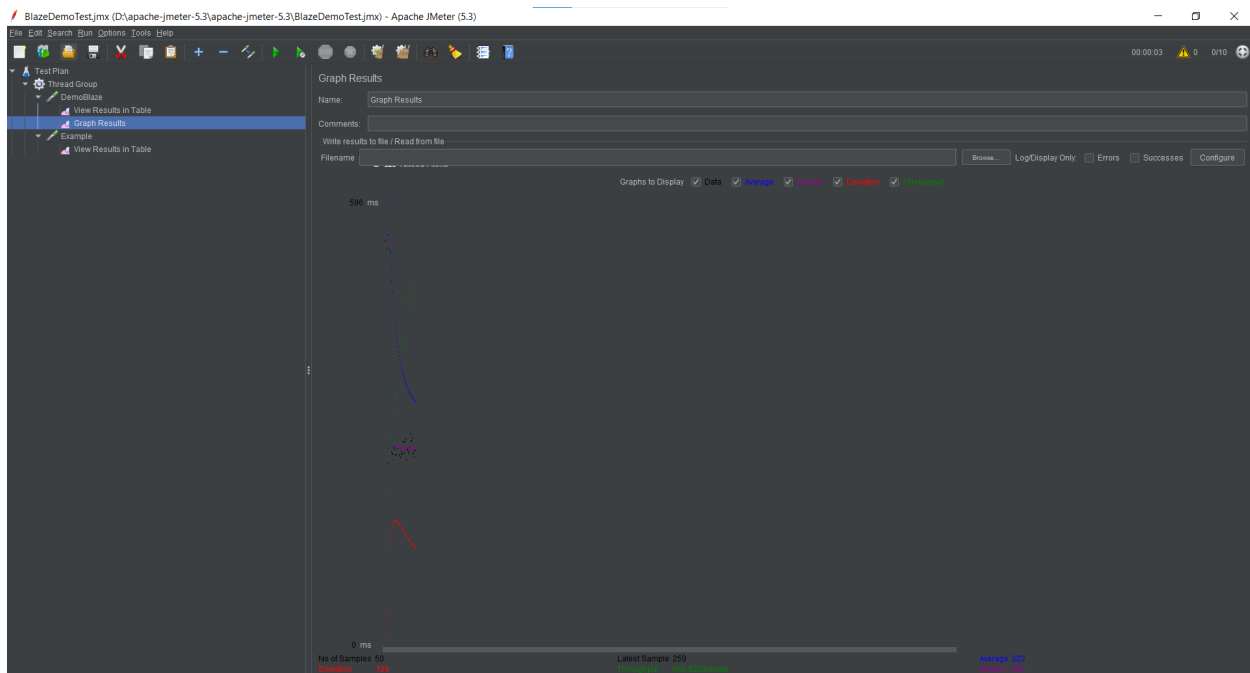 BlazeDemoTest.jmx (D:\apache-jmeter-5.3\apache-jmeter-5.3\BlazeDemoTest.jmx) - Apache JMeter (5.3)
File Edit Search Run Options Tools Help
00:00:03 0 0/10
Test Plan
Thread Group
DemoBlaze
View Results in Table
Graph Results
Example
View Results in Table
Graph Results
Name: Graph Results
Comments:
Write results to file / Read from file
Filename Browse... Log/Display Only: Errors Successes Configure
Graphs to Display Data Average Median Deviation Throughput
596 ms
0 ms
No of Samples 50 Latest Sample 259 Average 322
Deviation Throughput